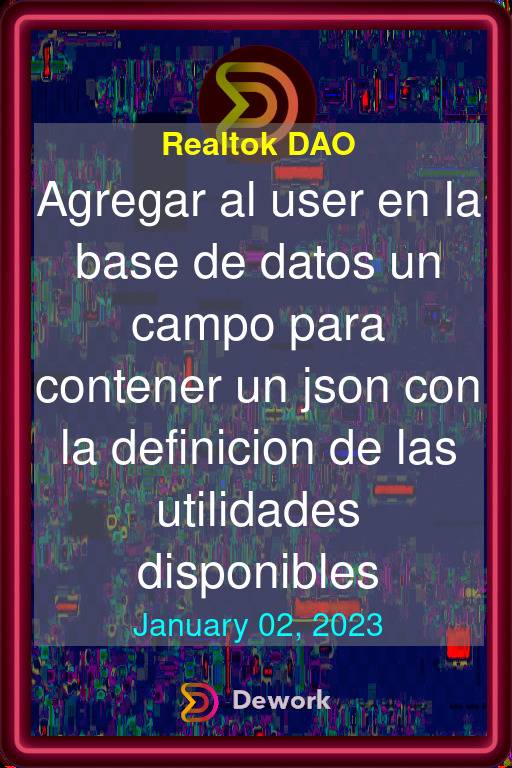 Realtok DAO
Agregar al user en la
base de datos un
campo para
contener un json con
la definicion de las
utilidades
disponibles
January 02, 2023
Dework